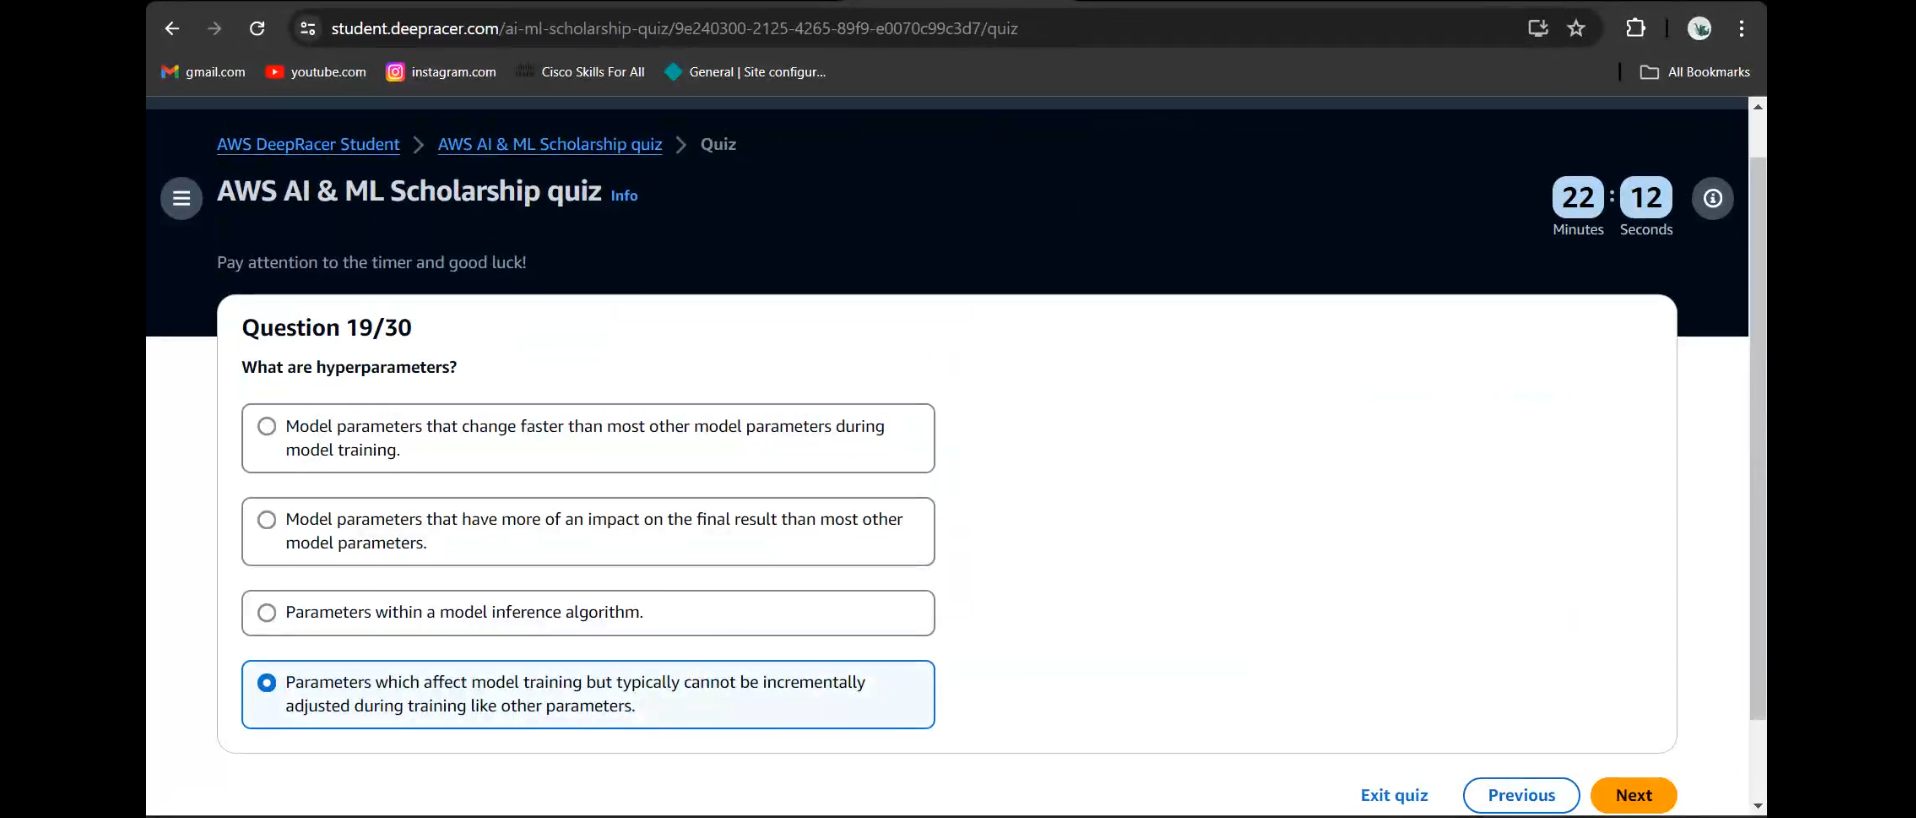 student.deepracer.com/ai-ml-scholarship-quiz/9e240300-2125-4265-89f9-e0070c99c3d7/quiz
gmail.com youtube.com instagram.com Cisco Skills For All General | Site configur... All Bookmarks
AWS DeepRacer Student AWS AI & ML Scholarship quiz Quiz
AWS AI & ML Scholarship quiz Info
22 : 12
Minutes Seconds
Pay attention to the timer and good luck!
Question 19/30
What are hyperparameters?
Model parameters that change faster than most other model parameters during
model training.
Model parameters that have more of an impact on the final result than most other
model parameters.
Parameters within a model inference algorithm.
Parameters which affect model training but typically cannot be incrementally
adjusted during training like other parameters.
Exit quiz Previous Next